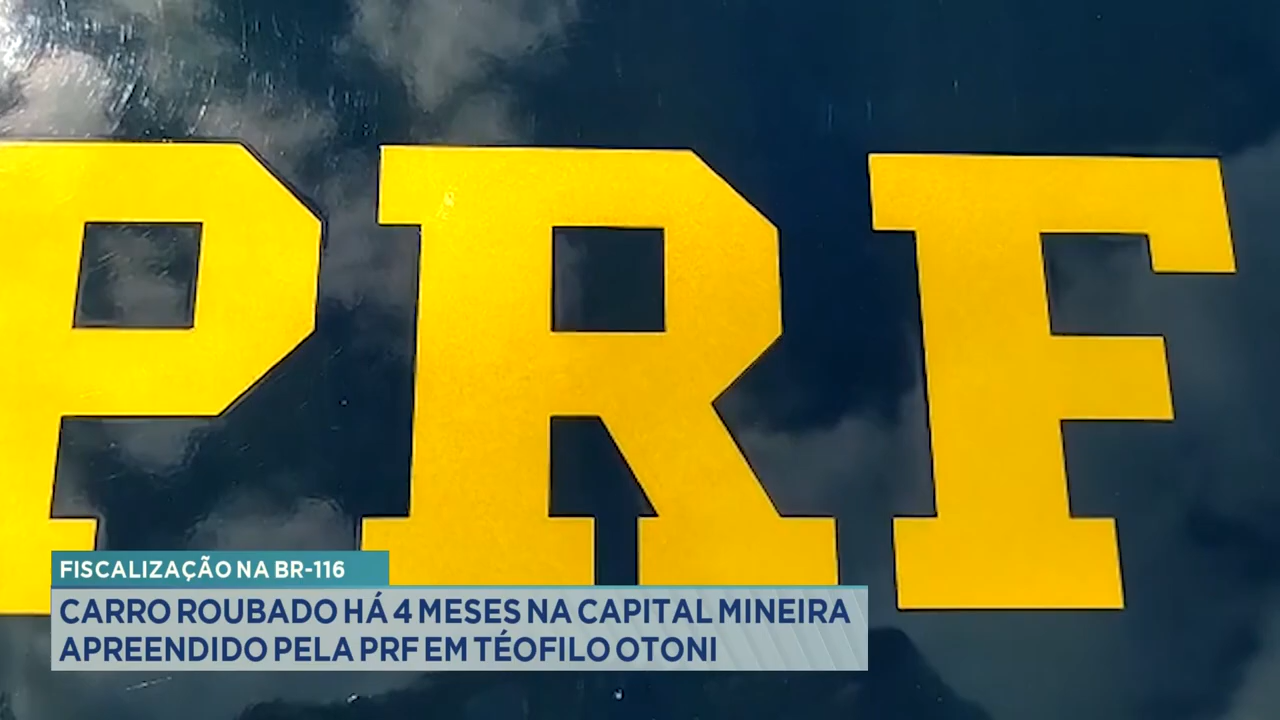 PRF
FISCALIZAÇÃO NA BR-116
CARRO ROUBADO HÁ 4 MESES NA CAPITAL MINEIRA
APREENDIDO PELA PRF EM TÉOFILO OTONI